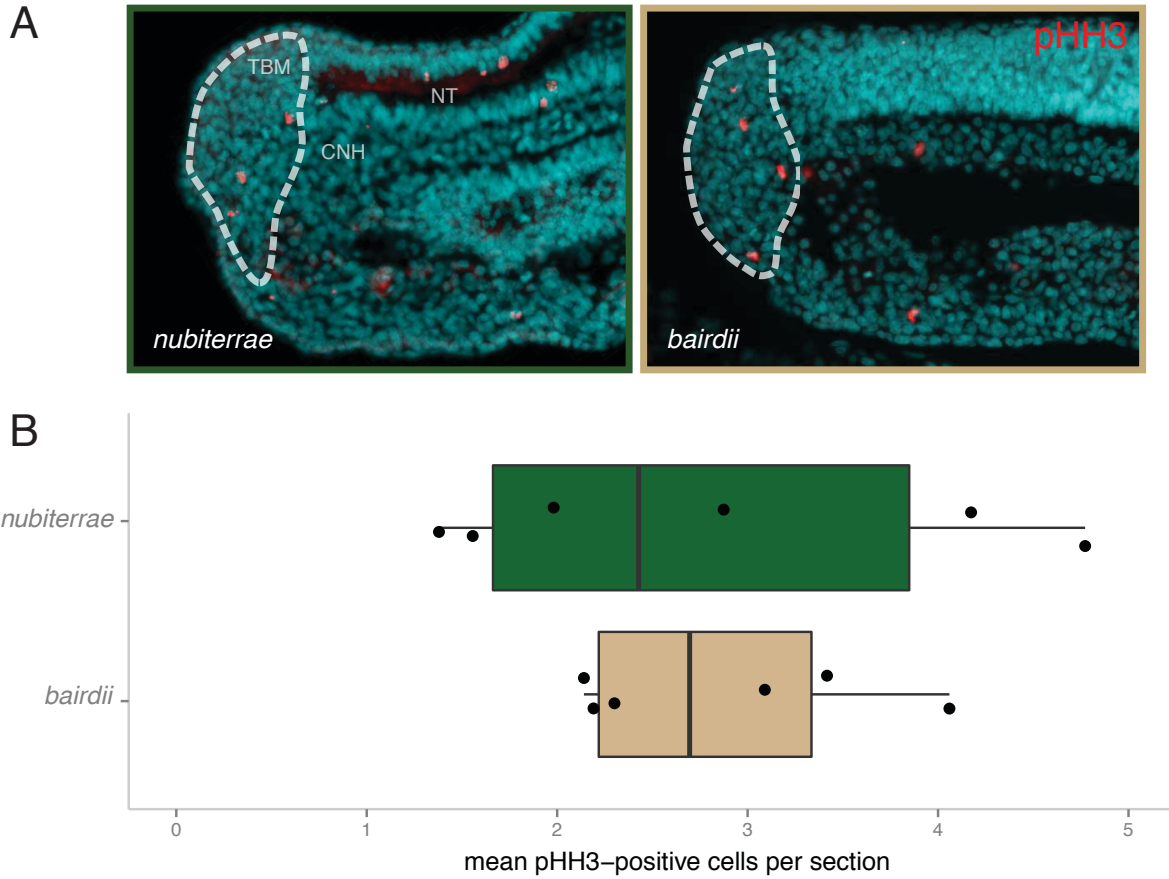 A
TBM
NT
CNH
nubiterrae
pHH3
bairdii
B
nubiterrae
bairdii
0 1 2 3 4 5
mean pHH3–positive cells per section